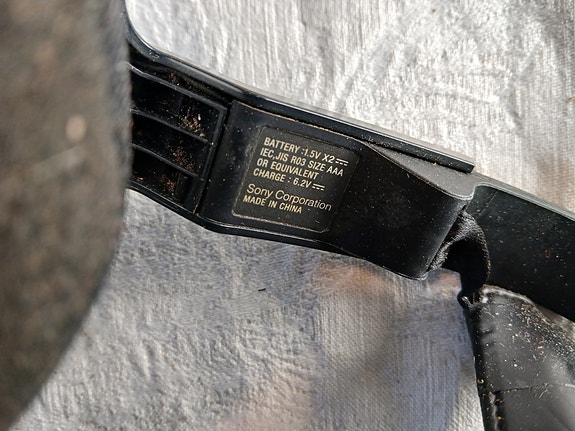 BATTERY : 1.5V X2 ⎓
IEC,JIS R03 SIZE AAA
OR EQUIVALENT
CHARGE : 6.2V ⎓
Sony Corporation
MADE IN CHINA